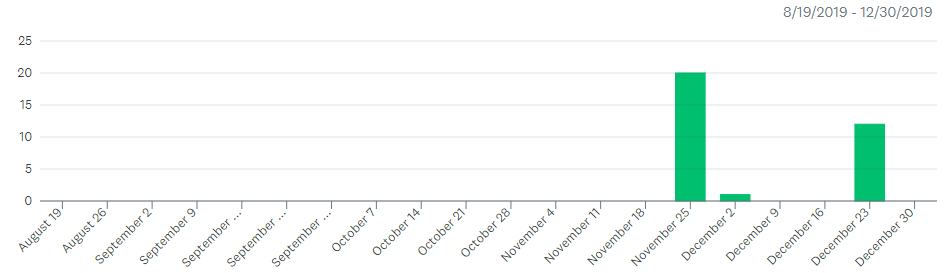 8/19/2019 - 12/30/2019
25
20
15
10
5
0
August 19
August 26
September 2
September 9
September ...
September ...
September ...
October 7
October 14
October 21
October 28
November 4
November 11
November 18
November 25
December 2
December 9
December 16
December 23
December 30